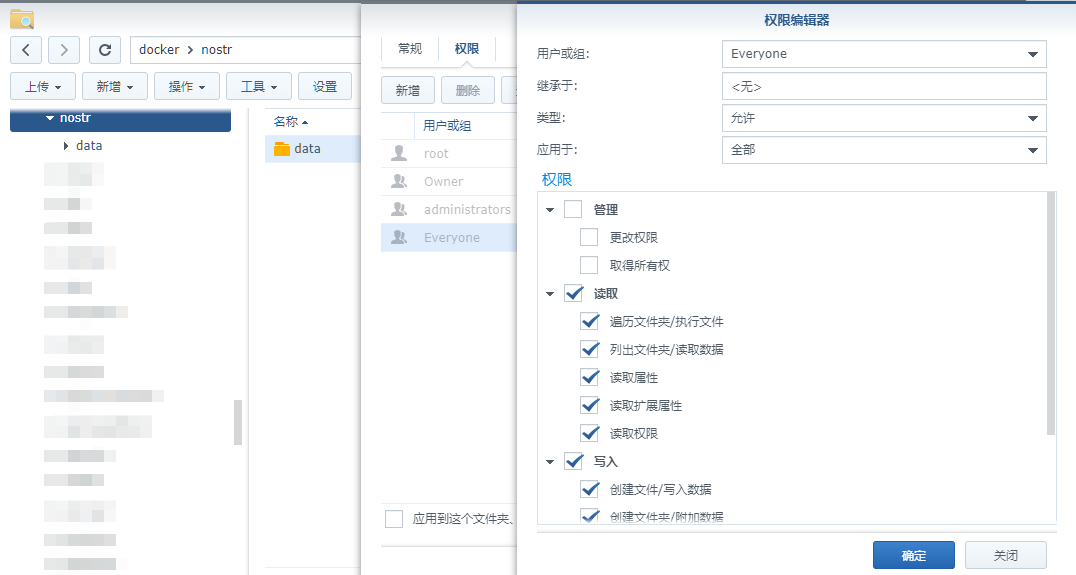 docker > nostr
上传 新增 操作 工具 设置
nostr
data
名称
data
常规 权限
新增 删除
用户或组
root
Owner
administrators
Everyone
应用到这个文件夹、
权限编辑器
用户或组: Everyone
继承于: <无>
类型: 允许
应用于: 全部
权限
管理
更改权限
取得所有权
读取
遍历文件夹/执行文件
列出文件夹/读取数据
读取属性
读取扩展属性
读取权限
写入
创建文件/写入数据
创建文件夹/附加数据
确定 关闭